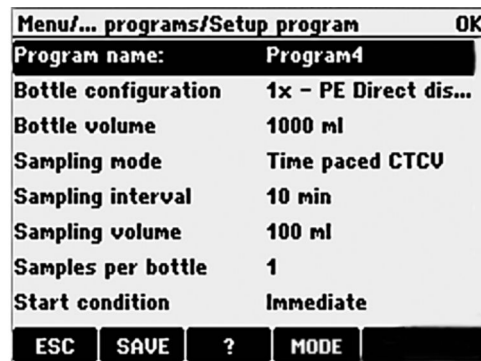 Menu/... programs/Setup program OK
Program name: Program4
Bottle configuration 1x - PE Direct dis...
Bottle volume 1000 ml
Sampling mode Time paced CTCV
Sampling interval 10 min
Sampling volume 100 ml
Samples per bottle 1
Start condition Immediate
ESC SAVE ? MODE